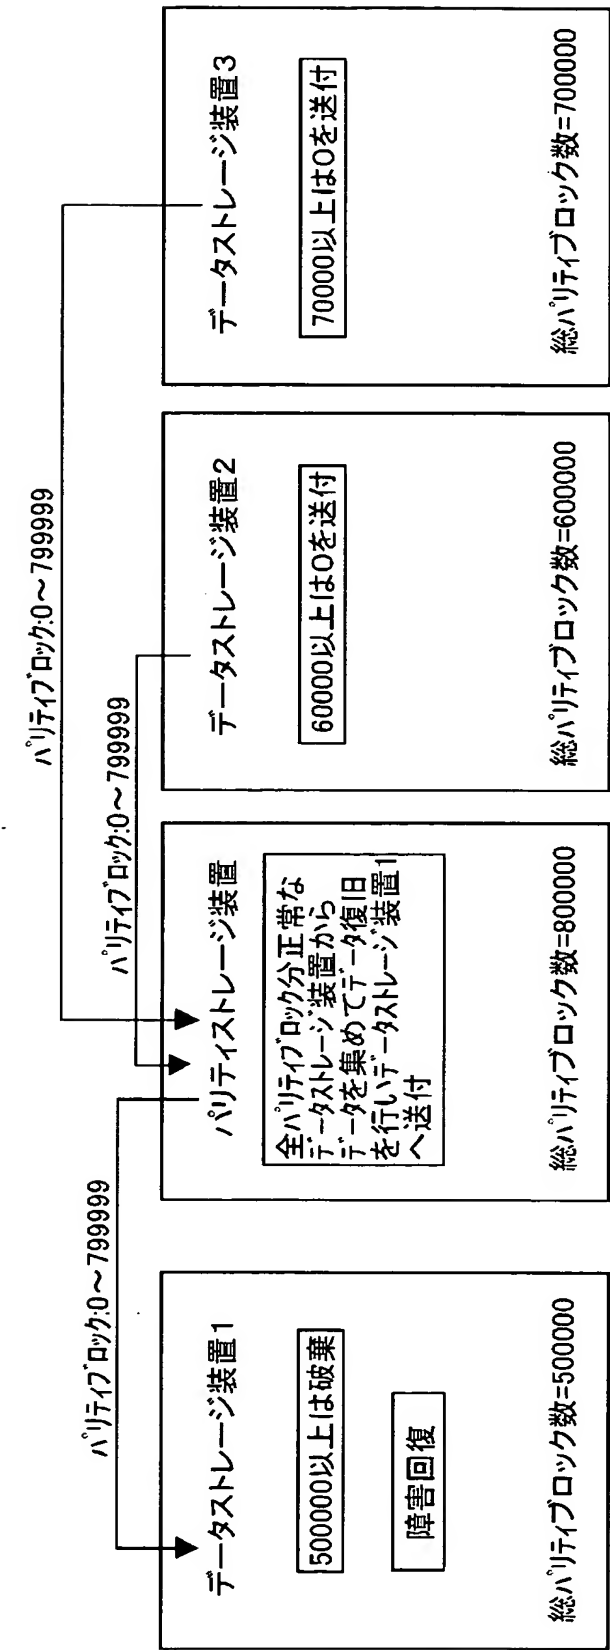 パリティブロック:0～799999
パリティブロック:0～799999
パリティブロック:0～799999
データストレージ装置1
500000以上は破棄
障害回復
総パリティブロック数=500000
パリティストレージ装置
全パリティブロック分正常な
データストレージ装置から
データを集めてデータ復旧
を行いデータストレージ装置1
へ送付
総パリティブロック数=800000
データストレージ装置2
60000以上は0を送付
総パリティブロック数=600000
データストレージ装置3
70000以上は0を送付
総パリティブロック数=700000